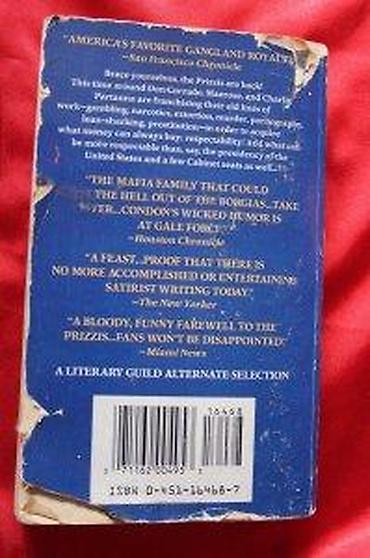 "AMERICA'S FAVORITE GANGLAND ROYALTY."
—San Francisco Chronicle
Brace yourselves, the Prizzis are back!
This time around Don Corrado, Maerose, and Charley
Partanna are franchising their old lines of
work—gambling, narcotics, extortion, murder, pornography,
loan-sharking, prostitution—in order to acquire
what money can always buy, respectability! And what can
be more respectable than, say, the presidency of the
United States and a few Cabinet seats as well...?
"THE MAFIA FAMILY THAT COULD
THE HELL OUT OF THE BORGIAS...TAKE
CONDON'S WICKED HUMOR IS
AT GALE FORCE."
—Houston Chronicle
"A FEAST...PROOF THAT THERE IS
NO MORE ACCOMPLISHED OR ENTERTAINING
SATIRIST WRITING TODAY."
—The New Yorker
"A BLOODY, FUNNY FAREWELL TO THE
PRIZZIS...FANS WON'T BE DISAPPOINTED."
—Miami News
A LITERARY GUILD ALTERNATE SELECTION
16468
71162 00495
ISBN 0-451-16468-7